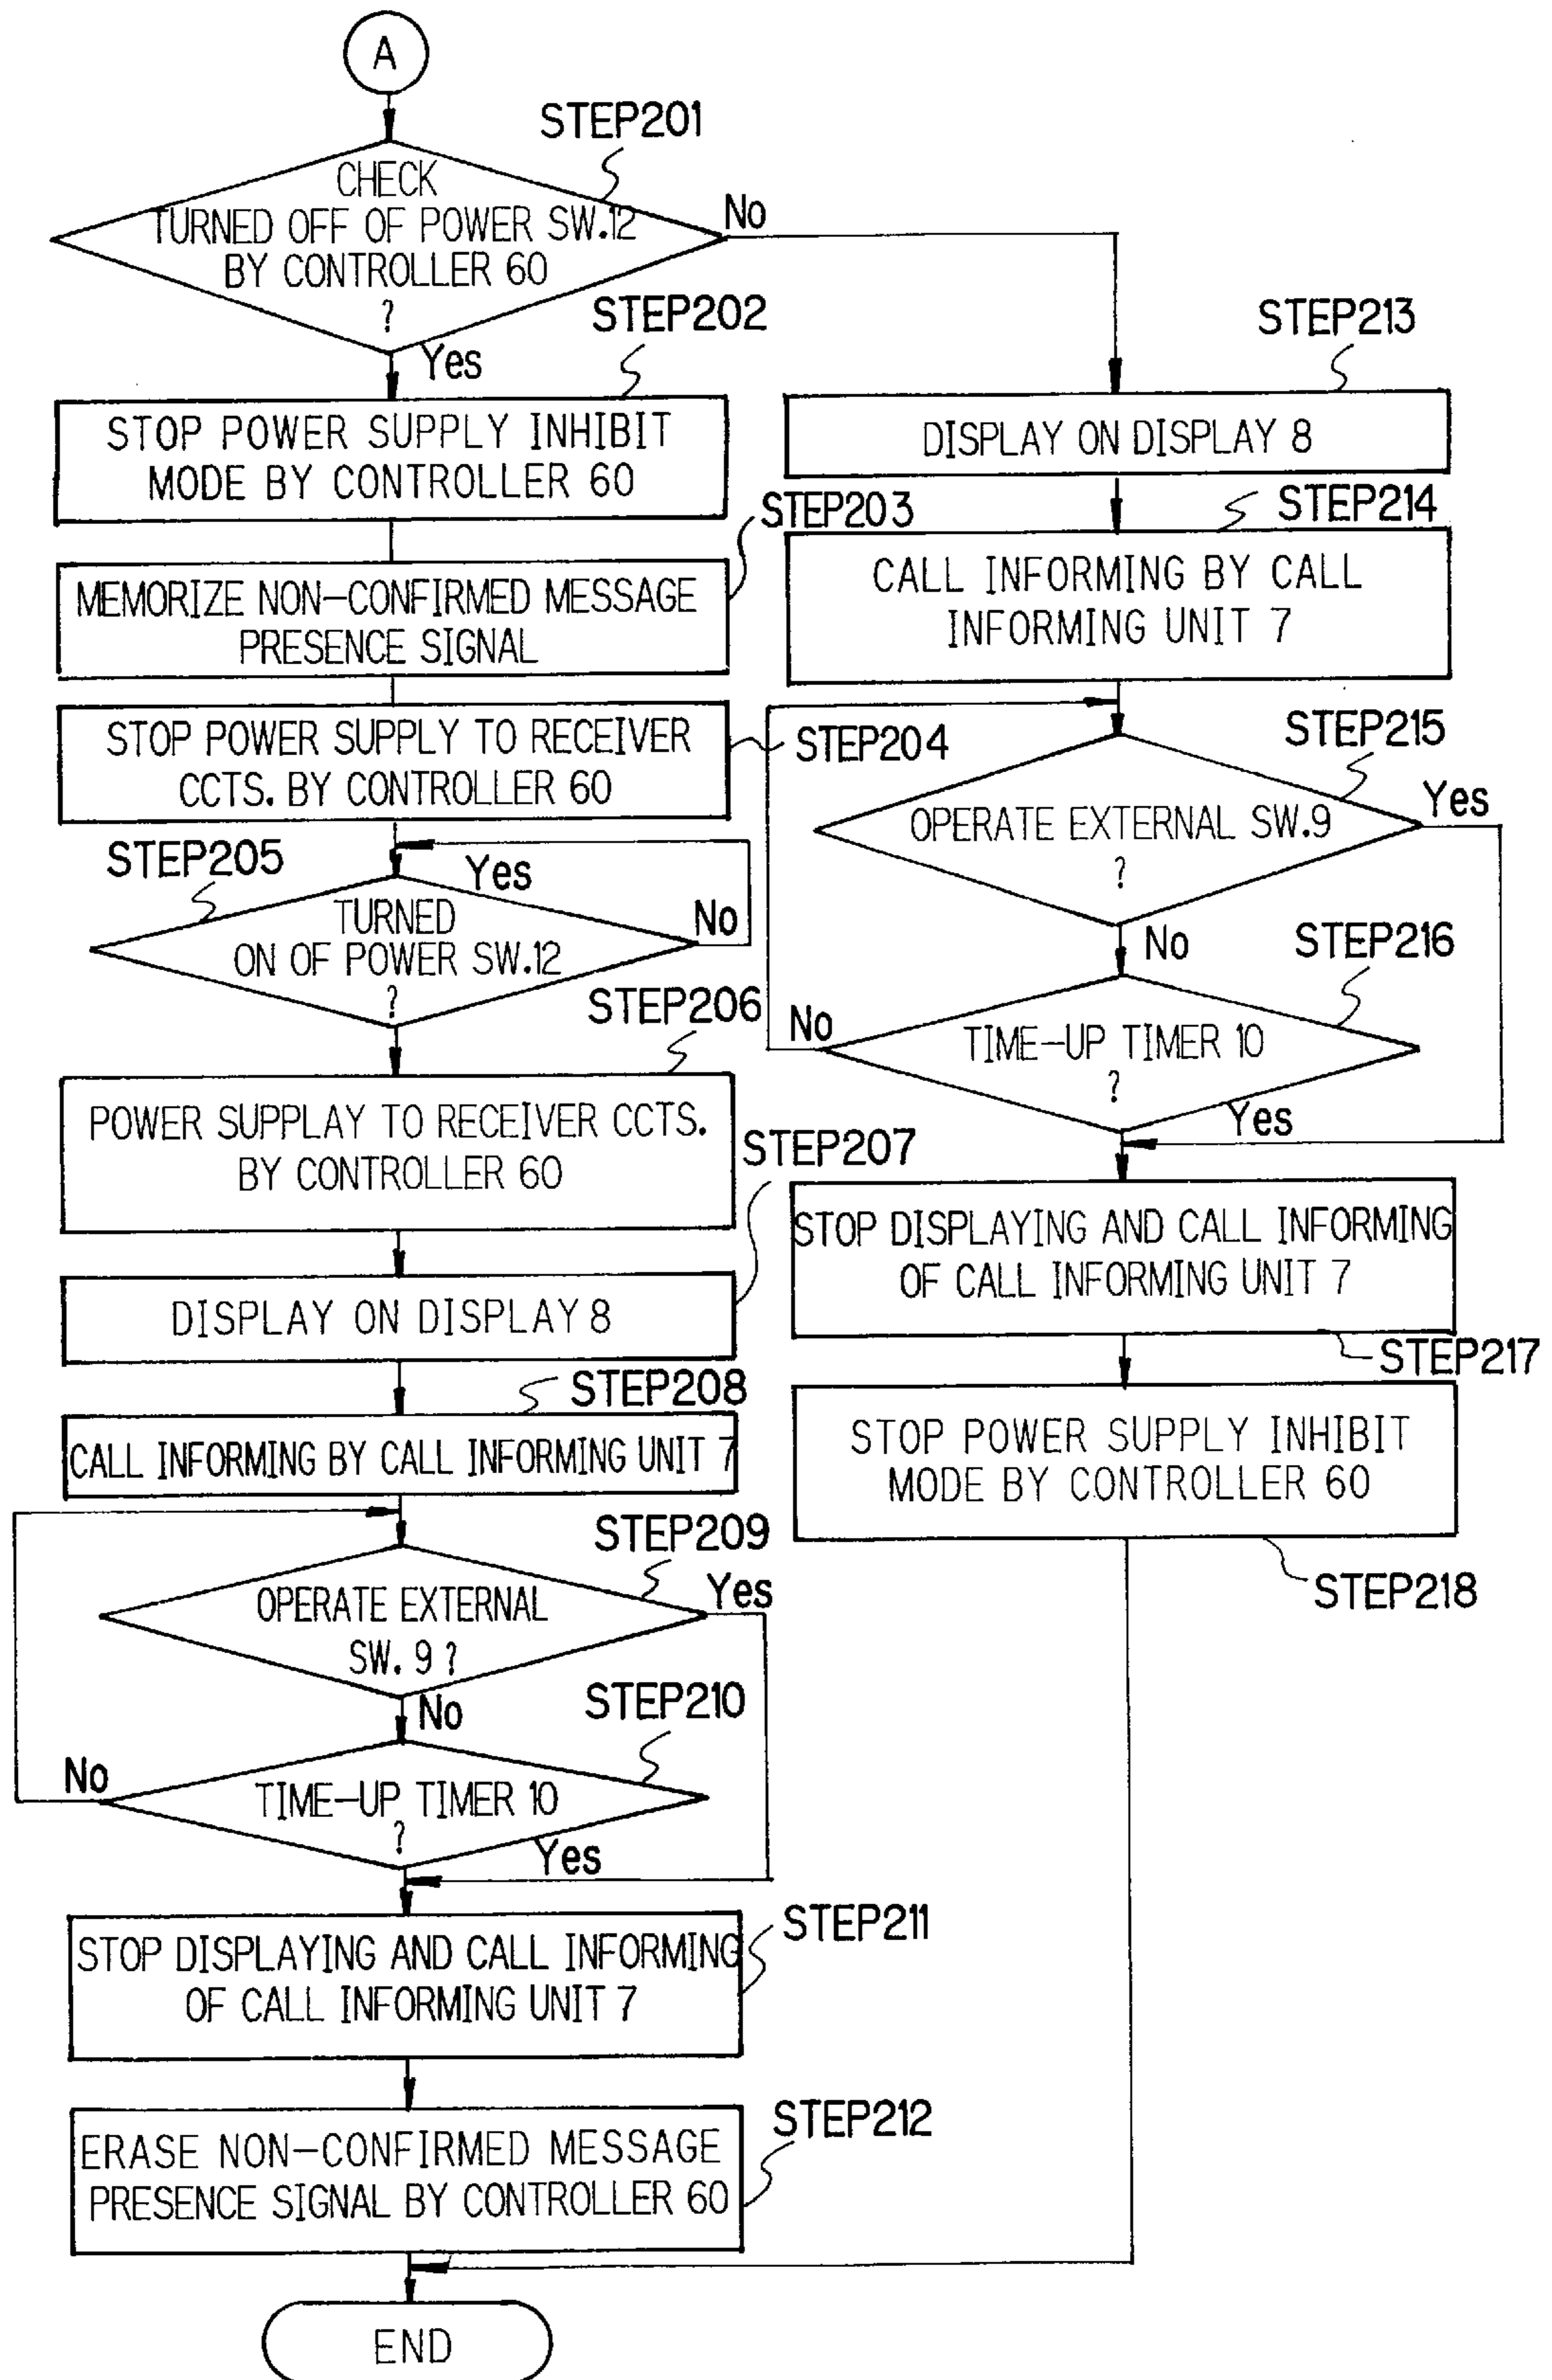 A
STEP201
CHECK
TURNED OFF OF POWER SW.12
BY CONTROLLER 60
?
No
Yes
STEP202
STOP POWER SUPPLY INHIBIT
MODE BY CONTROLLER 60
STEP203
MEMORIZE NON-CONFIRMED MESSAGE
PRESENCE SIGNAL
STOP POWER SUPPLY TO RECEIVER
CCTS. BY CONTROLLER 60
STEP204
STEP205
Yes
TURNED
ON OF POWER SW.12
?
No
STEP206
POWER SUPPLAY TO RECEIVER CCTS.
BY CONTROLLER 60
STEP207
DISPLAY ON DISPLAY 8
STEP208
CALL INFORMING BY CALL INFORMING UNIT 7
STEP209
OPERATE EXTERNAL
SW. 9 ?
Yes
No
STEP210
No
TIME-UP TIMER 10
?
Yes
STEP211
STOP DISPLAYING AND CALL INFORMING
OF CALL INFORMING UNIT 7
STEP212
ERASE NON-CONFIRMED MESSAGE
PRESENCE SIGNAL BY CONTROLLER 60
END
STEP213
DISPLAY ON DISPLAY 8
STEP214
CALL INFORMING BY CALL
INFORMING UNIT 7
STEP215
OPERATE EXTERNAL SW.9
?
Yes
No
STEP216
No
TIME-UP TIMER 10
?
Yes
STOP DISPLAYING AND CALL INFORMING
OF CALL INFORMING UNIT 7
STEP217
STOP POWER SUPPLY INHIBIT
MODE BY CONTROLLER 60
STEP218